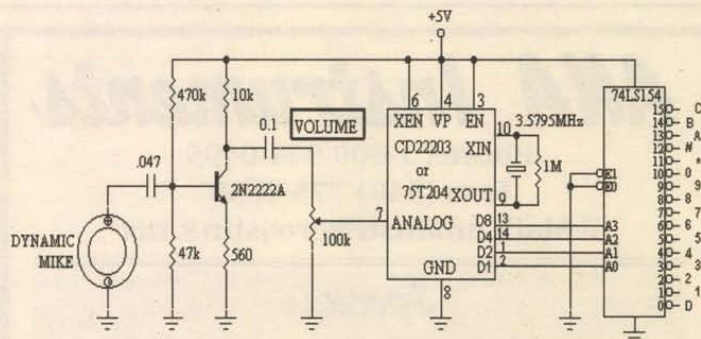 +5V
470k
10k
0.1
VOLUME
.047
2N2222A
DYNAMIC
MIKE
47k
560
100k
6
4
3
XEN
VP
EN
CD22203
or
75T204
XIN
10
XOUT
9
7
ANALOG
D8
13
D4
14
D2
1
D1
2
GND
8
3.5795MHz
1M
74LS154
E1
E0
A3
A2
A1
A0
15 C
14 B
13 A
12 #
11 *
10 0
9 9
8 8
7 7
6 6
5 5
4 4
3 3
2 2
1 1
0 D